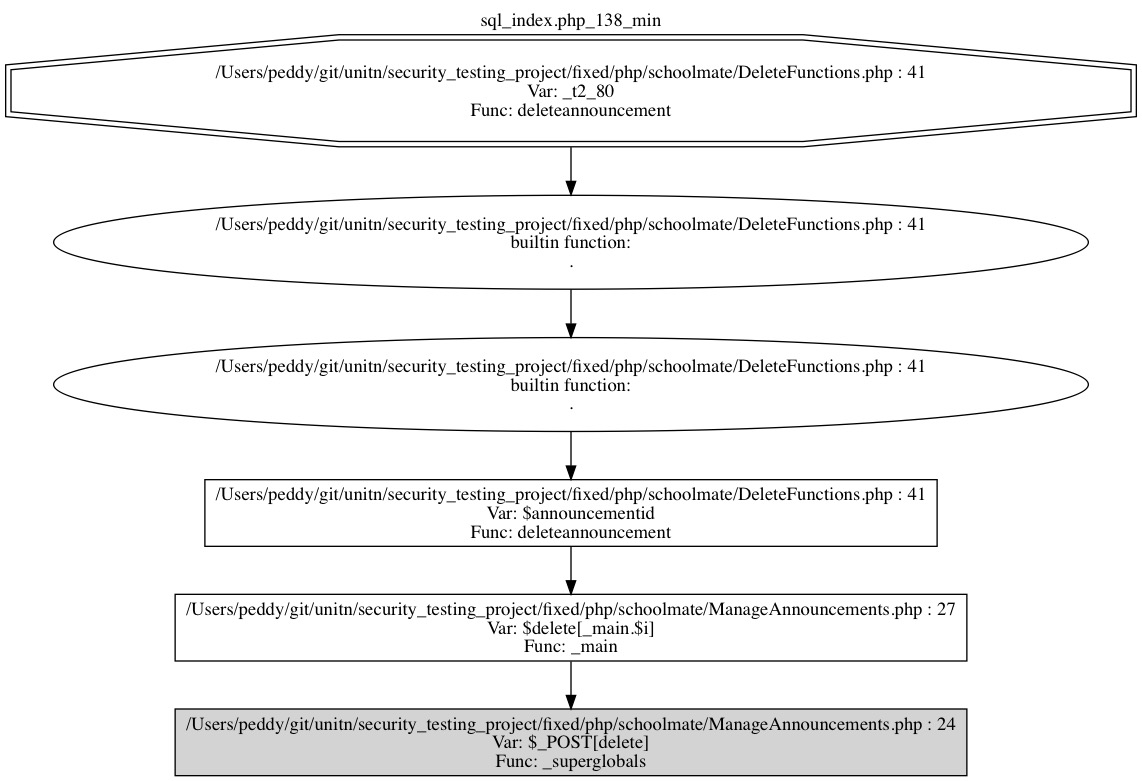 sql_index.php_138_min
/Users/peddy/git/unitn/security_testing_project/fixed/php/schoolmate/DeleteFunctions.php : 41
Var: _t2_80
Func: deleteannouncement
/Users/peddy/git/unitn/security_testing_project/fixed/php/schoolmate/DeleteFunctions.php : 41
builtin function:
.
/Users/peddy/git/unitn/security_testing_project/fixed/php/schoolmate/DeleteFunctions.php : 41
builtin function:
.
/Users/peddy/git/unitn/security_testing_project/fixed/php/schoolmate/DeleteFunctions.php : 41
Var: $announcementid
Func: deleteannouncement
/Users/peddy/git/unitn/security_testing_project/fixed/php/schoolmate/ManageAnnouncements.php : 27
Var: $delete[_main.$i]
Func: _main
/Users/peddy/git/unitn/security_testing_project/fixed/php/schoolmate/ManageAnnouncements.php : 24
Var: $_POST[delete]
Func: _superglobals